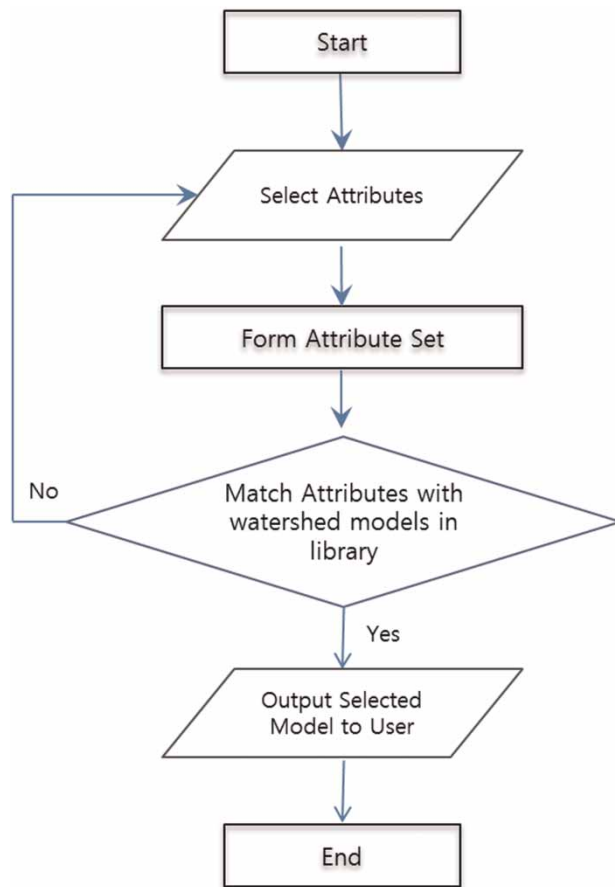 Start
Select Attributes
Form Attribute Set
Match Attributes with
watershed models in
library
No
Yes
Output Selected
Model to User
End